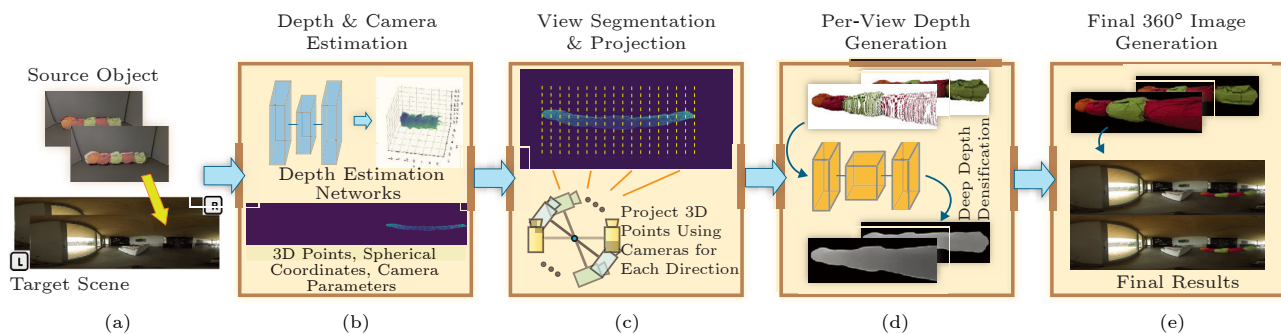 Source Object
L
R
Target Scene
(a)
Depth & Camera
Estimation
Depth Estimation
Networks
3D Points, Spherical
Coordinates, Camera
Parameters
(b)
View Segmentation
& Projection
Project 3D
Points Using
Cameras for
Each Direction
(c)
Per-View Depth
Generation
Deep Depth
Densification
(d)
Final 360° Image
Generation
Final Results
(e)